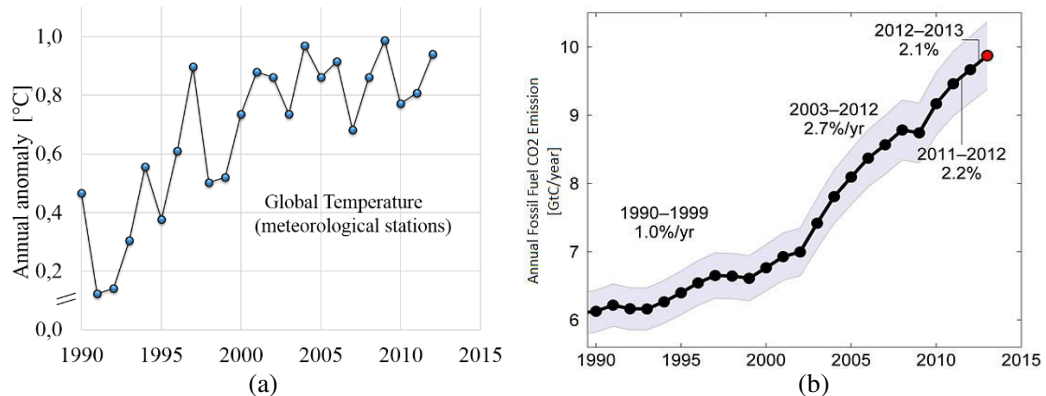 1,0
0,8
0,6
0,4
0,2
0,0
Annual anomaly [°C]
Global Temperature
(meteorological stations)
1990 1995 2000 2005 2010 2015
(a)
Annual Fossil Fuel CO2 Emission
[GtC/year]
10
9
8
7
6
2012–2013
2.1%
2003–2012
2.7%/yr
2011–2012
2.2%
1990–1999
1.0%/yr
1990 1995 2000 2005 2010 2015
(b)